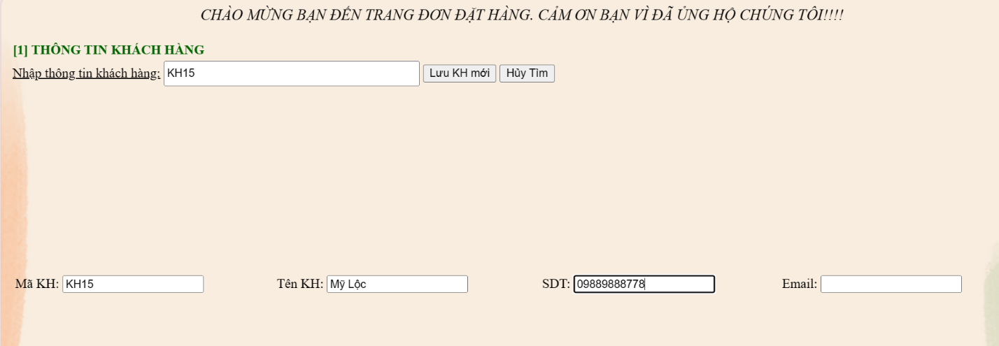 CHÀO MỪNG BẠN ĐẾN TRANG ĐƠN ĐẶT HÀNG. CẢM ƠN BẠN VÌ ĐÃ ỦNG HỘ CHÚNG TÔI!!!!
[1] THÔNG TIN KHÁCH HÀNG
Nhập thông tin khách hàng: KH15 Lưu KH mới Hủy Tìm
Mã KH: KH15 Tên KH: Mỹ Lộc SDT: 09889888778 Email: